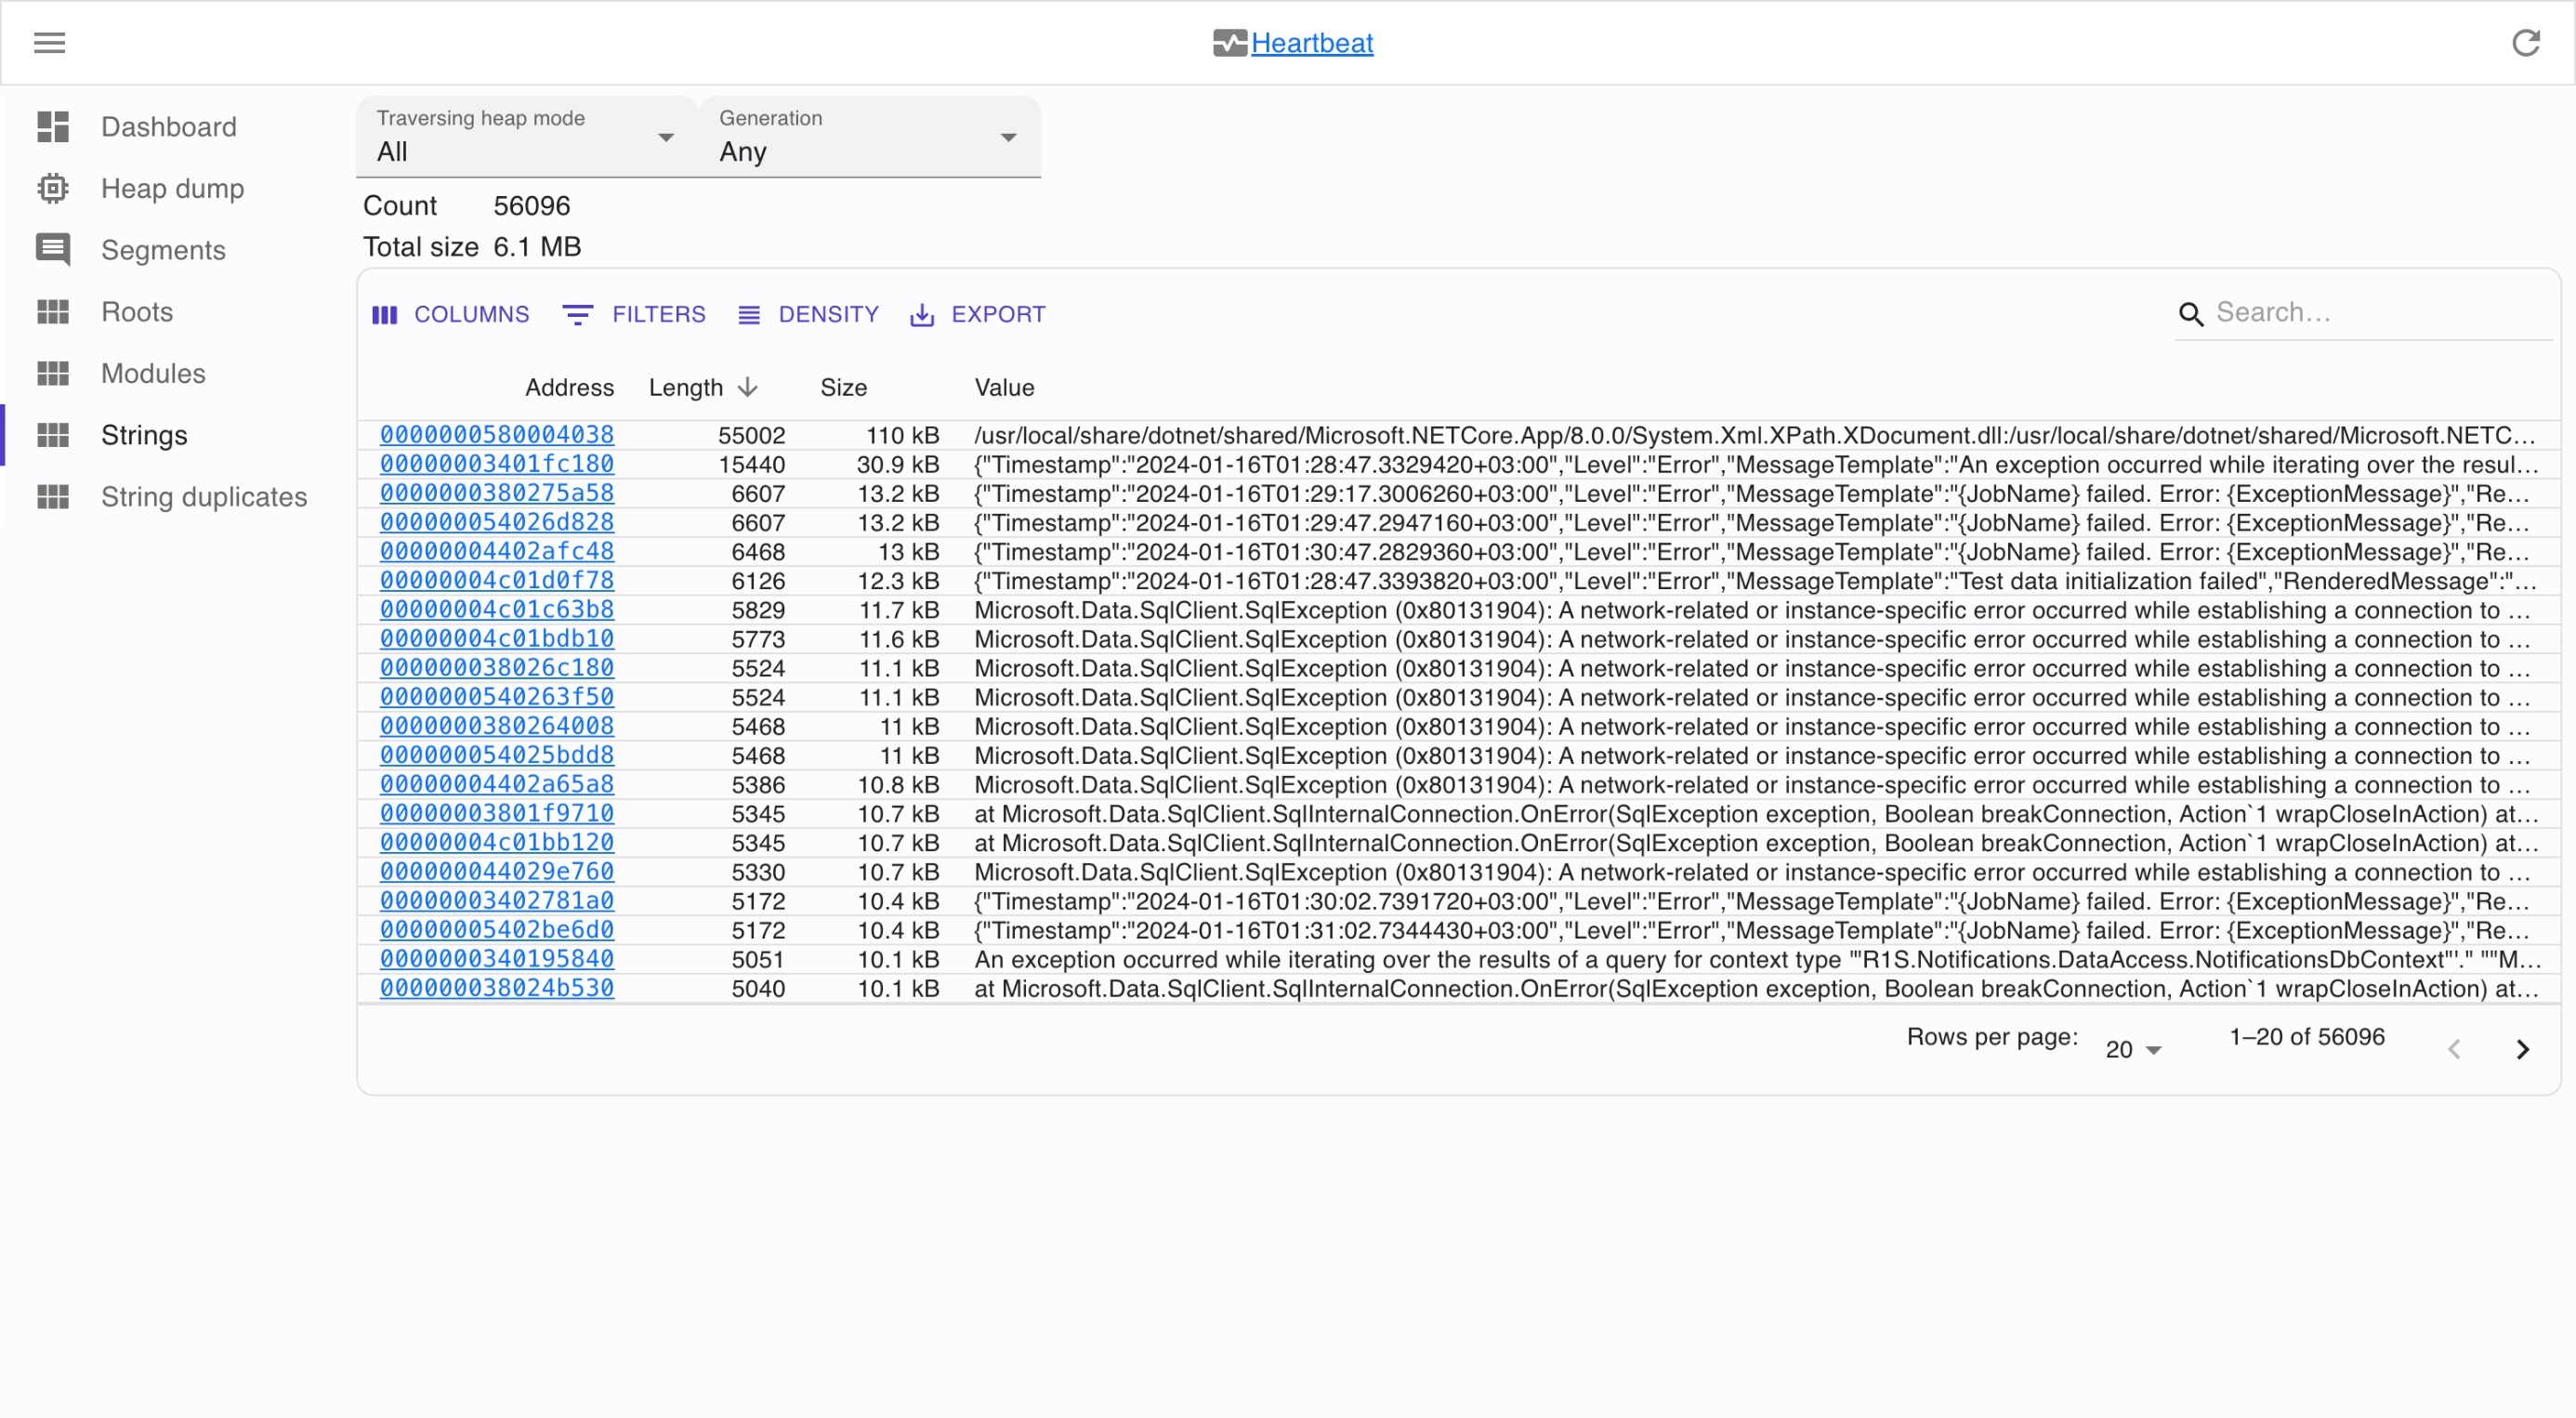 Heartbeat
Dashboard
Heap dump
Segments
Roots
Modules
Strings
String duplicates
Traversing heap mode Generation
All Any
Count 56096
Total size 6.1 MB
COLUMNS FILTERS DENSITY EXPORT Search…
Address Length Size Value
0000000580004038 55002 110 kB /usr/local/share/dotnet/shared/Microsoft.NETCore.App/8.0.0/System.Xml.XPath.XDocument.dll:/usr/local/share/dotnet/shared/Microsoft.NETC…
00000003401fc180 15440 30.9 kB {"Timestamp":"2024-01-16T01:28:47.3329420+03:00","Level":"Error","MessageTemplate":"An exception occurred while iterating over the resul…
0000000380275a58 6607 13.2 kB {"Timestamp":"2024-01-16T01:29:17.3006260+03:00","Level":"Error","MessageTemplate":"{JobName} failed. Error: {ExceptionMessage}","Re…
000000054026d828 6607 13.2 kB {"Timestamp":"2024-01-16T01:29:47.2947160+03:00","Level":"Error","MessageTemplate":"{JobName} failed. Error: {ExceptionMessage}","Re…
00000004402afc48 6468 13 kB {"Timestamp":"2024-01-16T01:30:47.2829360+03:00","Level":"Error","MessageTemplate":"{JobName} failed. Error: {ExceptionMessage}","Re…
00000004c01d0f78 6126 12.3 kB {"Timestamp":"2024-01-16T01:28:47.3393820+03:00","Level":"Error","MessageTemplate":"Test data initialization failed","RenderedMessage":"…
00000004c01c63b8 5829 11.7 kB Microsoft.Data.SqlClient.SqlException (0x80131904): A network-related or instance-specific error occurred while establishing a connection to …
00000004c01bdb10 5773 11.6 kB Microsoft.Data.SqlClient.SqlException (0x80131904): A network-related or instance-specific error occurred while establishing a connection to …
000000038026c180 5524 11.1 kB Microsoft.Data.SqlClient.SqlException (0x80131904): A network-related or instance-specific error occurred while establishing a connection to …
0000000540263f50 5524 11.1 kB Microsoft.Data.SqlClient.SqlException (0x80131904): A network-related or instance-specific error occurred while establishing a connection to …
0000000380264008 5468 11 kB Microsoft.Data.SqlClient.SqlException (0x80131904): A network-related or instance-specific error occurred while establishing a connection to …
000000054025bdd8 5468 11 kB Microsoft.Data.SqlClient.SqlException (0x80131904): A network-related or instance-specific error occurred while establishing a connection to …
00000004402a65a8 5386 10.8 kB Microsoft.Data.SqlClient.SqlException (0x80131904): A network-related or instance-specific error occurred while establishing a connection to …
00000003801f9710 5345 10.7 kB at Microsoft.Data.SqlClient.SqlInternalConnection.OnError(SqlException exception, Boolean breakConnection, Action`1 wrapCloseInAction) at…
00000004c01bb120 5345 10.7 kB at Microsoft.Data.SqlClient.SqlInternalConnection.OnError(SqlException exception, Boolean breakConnection, Action`1 wrapCloseInAction) at…
000000044029e760 5330 10.7 kB Microsoft.Data.SqlClient.SqlException (0x80131904): A network-related or instance-specific error occurred while establishing a connection to …
00000003402781a0 5172 10.4 kB {"Timestamp":"2024-01-16T01:30:02.7391720+03:00","Level":"Error","MessageTemplate":"{JobName} failed. Error: {ExceptionMessage}","Re…
00000005402be6d0 5172 10.4 kB {"Timestamp":"2024-01-16T01:31:02.7344430+03:00","Level":"Error","MessageTemplate":"{JobName} failed. Error: {ExceptionMessage}","Re…
0000000340195840 5051 10.1 kB An exception occurred while iterating over the results of a query for context type '"R1S.Notifications.DataAccess.NotificationsDbContext"'." ""M…
000000038024b530 5040 10.1 kB at Microsoft.Data.SqlClient.SqlInternalConnection.OnError(SqlException exception, Boolean breakConnection, Action`1 wrapCloseInAction) at…
Rows per page: 20 1–20 of 56096